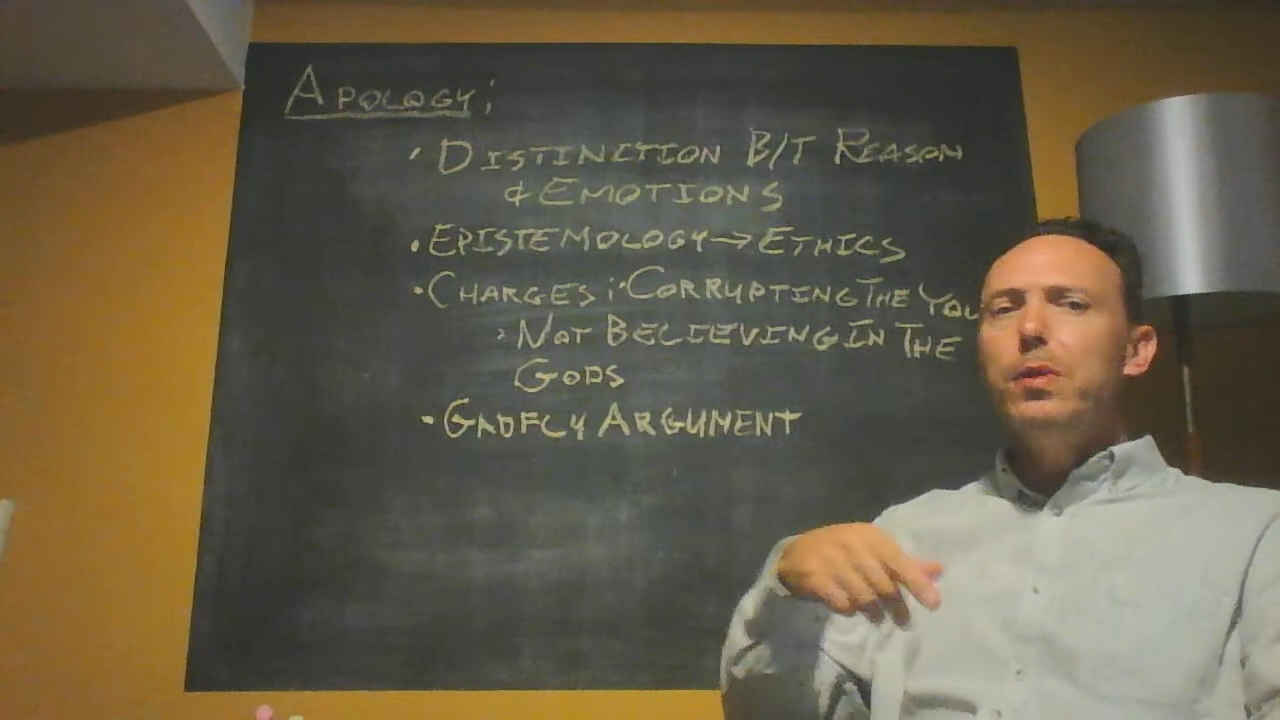 APOLOGY:
· DISTINCTION B/T REASON
& EMOTIONS
· EPISTEMOLOGY→ETHICS
· CHARGES: · CORRUPTING THE YOU
· NOT BELIEVING IN THE
GODS
· GADFLY ARGUMENT